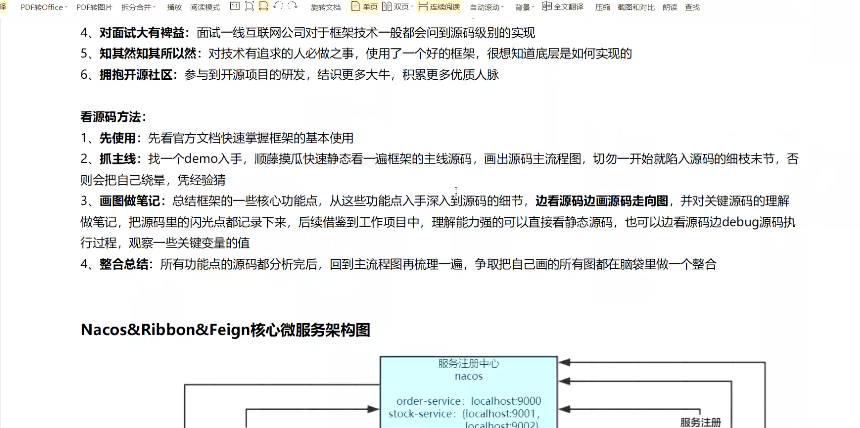 译 PDF转Office PDF转图片 拆分合并 播放 阅读模式 旋转文档 单页 双页 连续阅读 自动滚动 背景 全文翻译 压缩 截图和对比 朗读 查找
4、对面试大有裨益：面试一线互联网公司对于框架技术一般都会问到源码级别的实现
5、知其然知其所以然：对技术有追求的人必做之事，使用了一个好的框架，很想知道底层是如何实现的
6、拥抱开源社区：参与到开源项目的研发，结识更多大牛，积累更多优质人脉
看源码方法：
1、先使用：先看官方文档快速掌握框架的基本使用
2、抓主线：找一个demo入手，顺藤摸瓜快速静态看一遍框架的主线源码，画出源码主流程图，切勿一开始就陷入源码的细枝末节，否
则会把自己绕晕，凭经验猜
3、画图做笔记：总结框架的一些核心功能点，从这些功能点入手深入到源码的细节，边看源码边画源码走向图，并对关键源码的理解
做笔记，把源码里的闪光点都记录下来，后续借鉴到工作项目中，理解能力强的可以直接看静态源码，也可以边看源码边debug源码执
行过程，观察一些关键变量的值
4、整合总结：所有功能点的源码都分析完后，回到主流程图再梳理一遍，争取把自己画的所有图都在脑袋里做一个整合
Nacos&Ribbon&Feign核心微服务架构图
服务注册中心
nacos
order-service：localhost:9000
stock-service：{localhost:9001,
localhost:9002}
服务注册